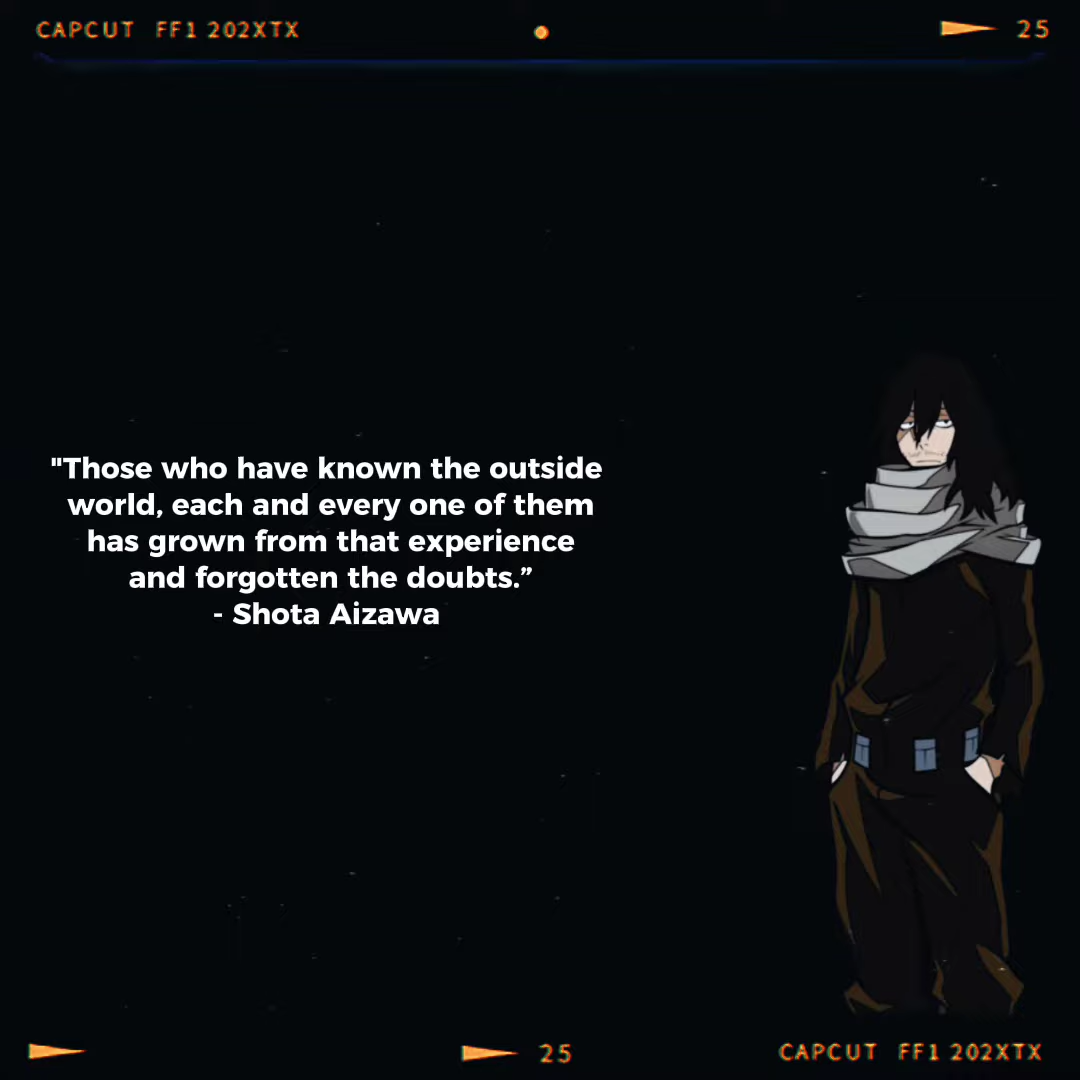 CAPCUT FF1 202XTX
25
"Those who have known the outside
world, each and every one of them
has grown from that experience
and forgotten the doubts.”
- Shota Aizawa
25
CAPCUT FF1 202XTX